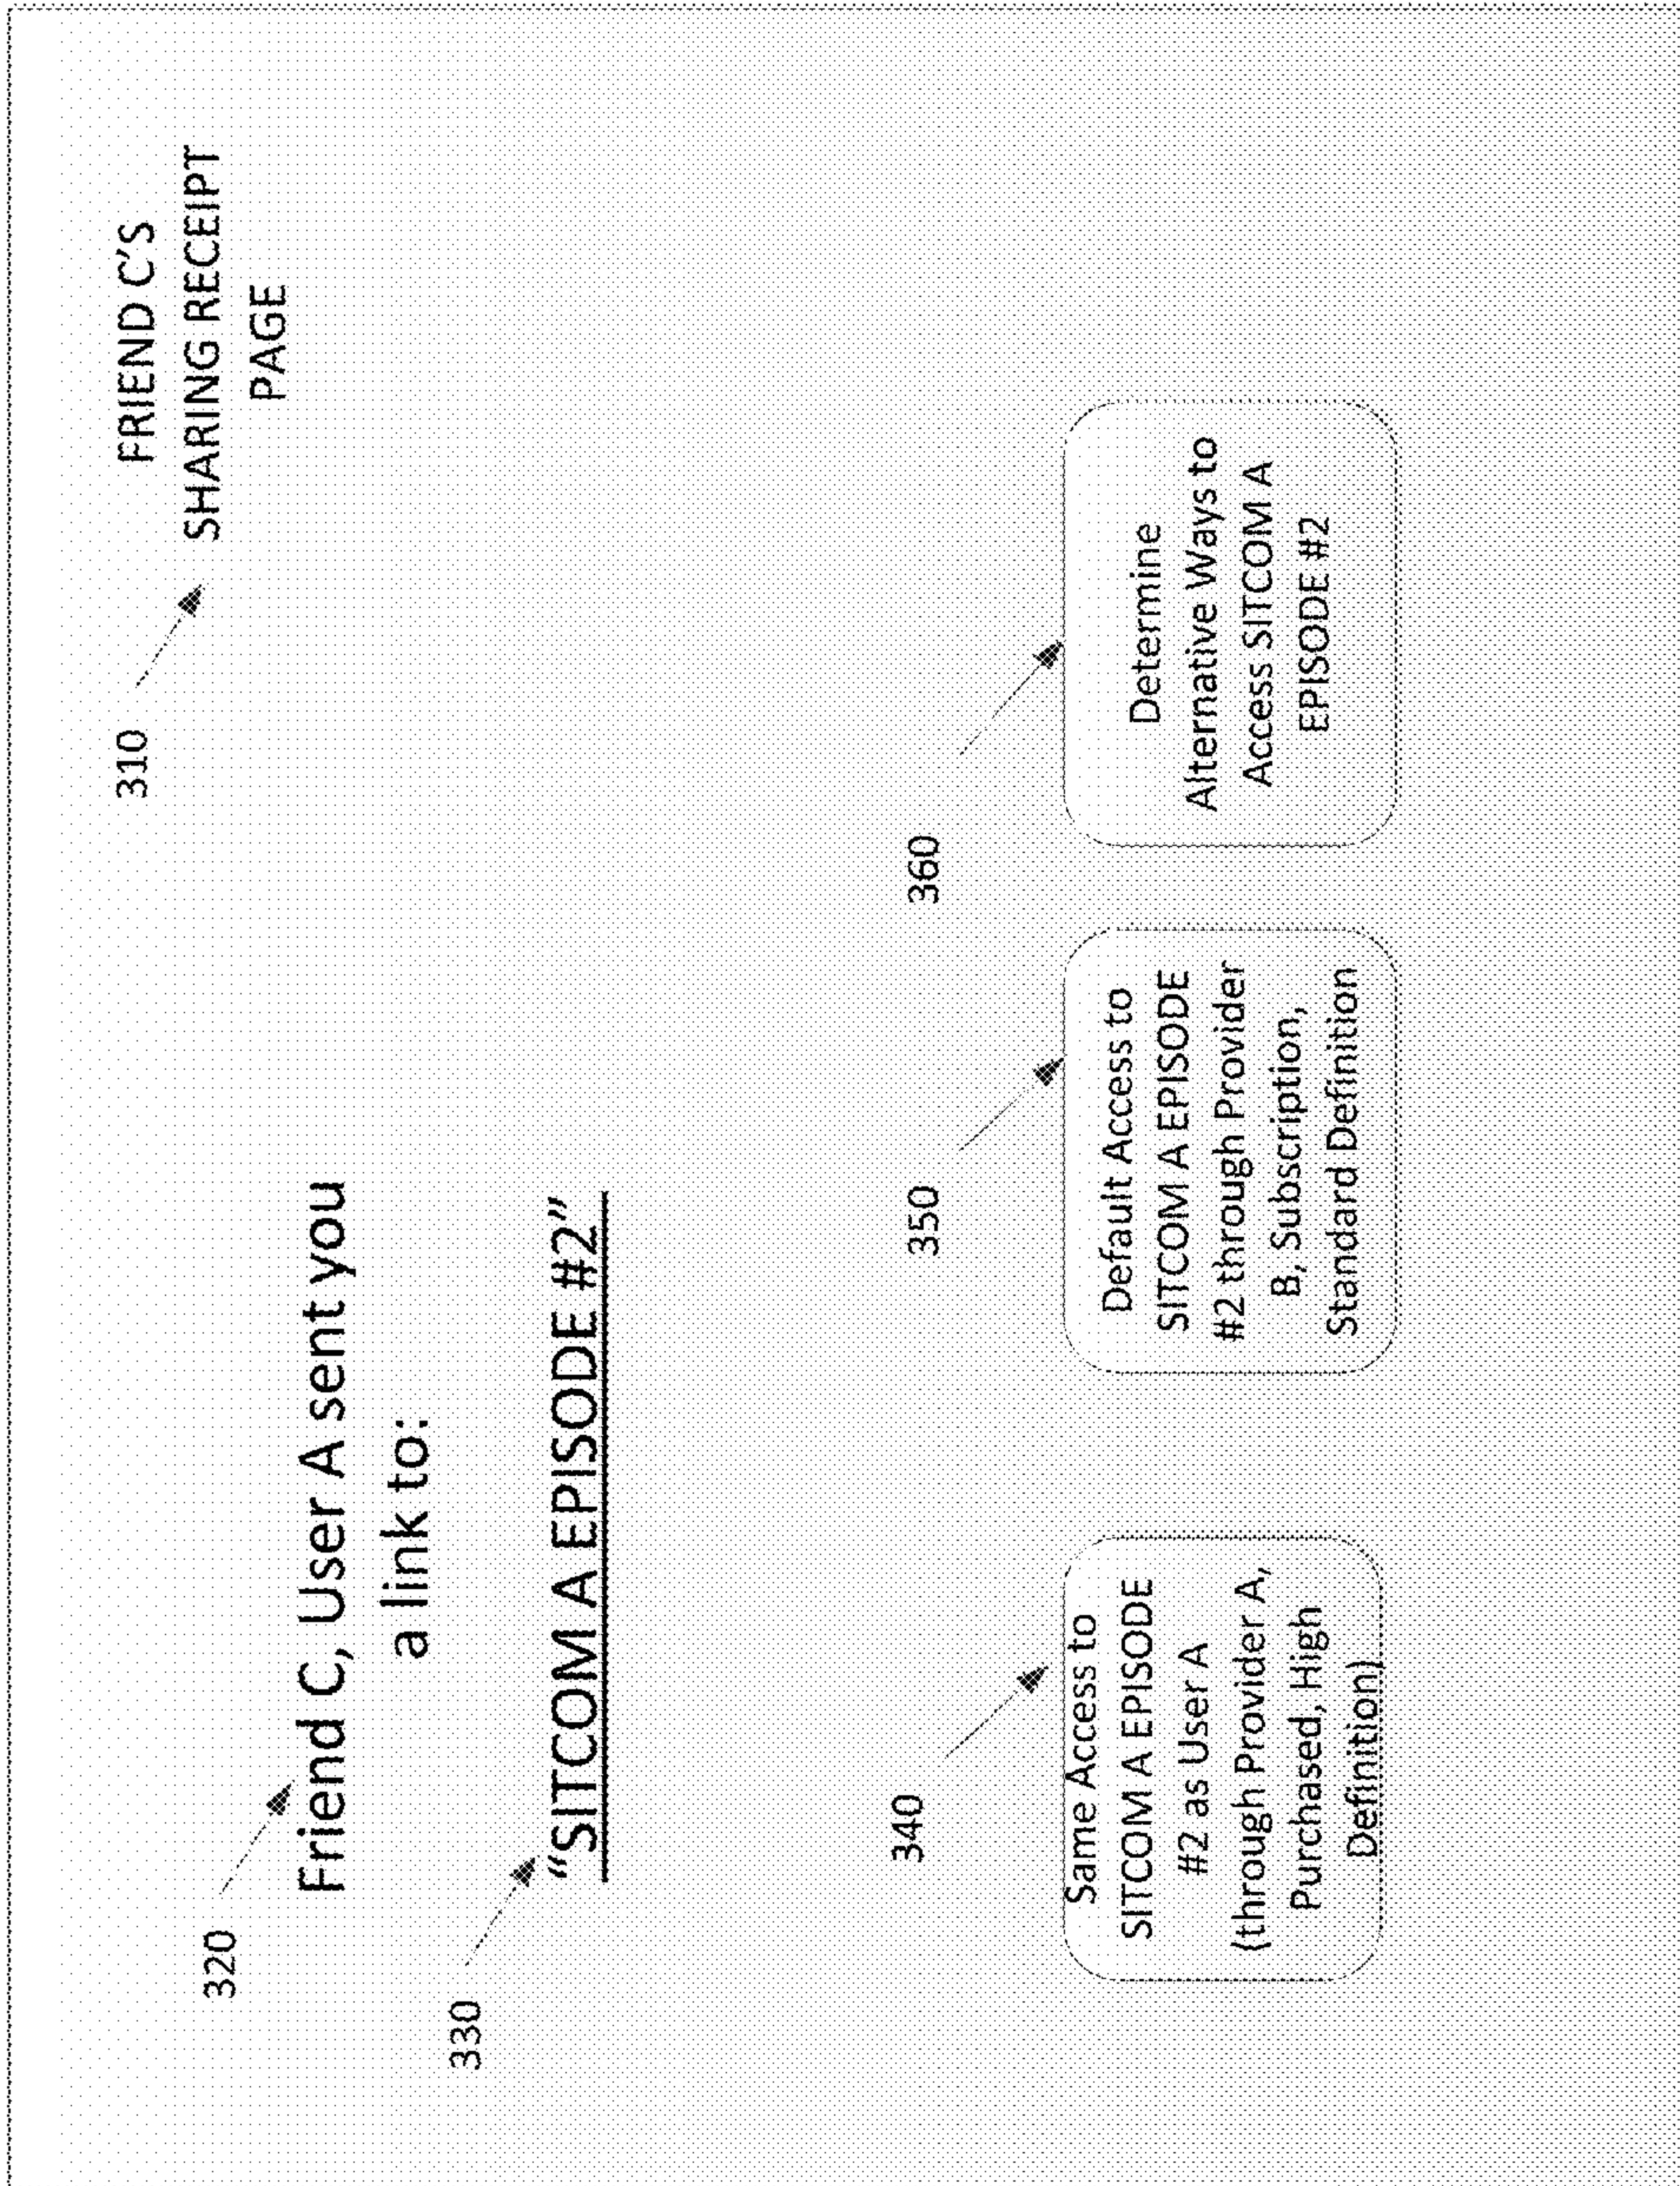 310
FRIEND C'S
SHARING RECEIPT
PAGE
320
Friend C, User A sent you
a link to:
330
“SITCOM A EPISODE #2”
340
Same Access to
SITCOM A EPISODE
#2 as User A
(through Provider A,
Purchased, High
Definition)
350
Default Access to
SITCOM A EPISODE
#2 through Provider
B, Subscription,
Standard Definition
360
Determine
Alternative Ways to
Access SITCOM A
EPISODE #2